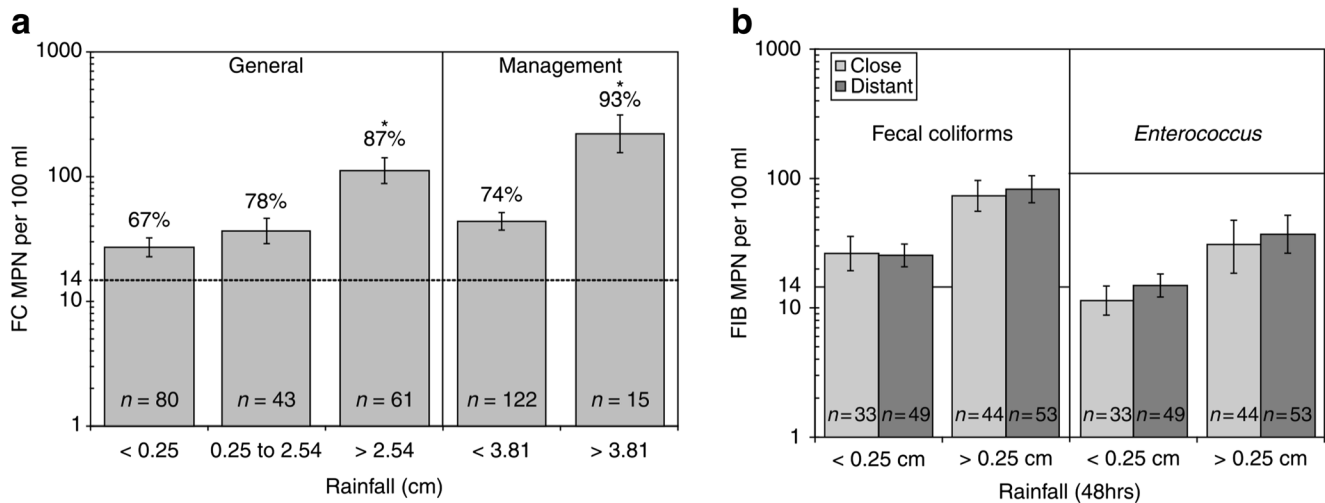 a
General Management
1000
100
14
10
1
FC MPN per 100 ml
67%
78%
*
87%
74%
*
93%
n = 80 n = 43 n = 61 n = 122 n = 15
< 0.25 0.25 to 2.54 > 2.54 < 3.81 > 3.81
Rainfall (cm)
b
Close
Distant
Fecal coliforms Enterococcus
1000
100
14
10
1
FIB MPN per 100 ml
n=33 n=49 n=44 n=53 n=33 n=49 n=44 n=53
< 0.25 cm > 0.25 cm < 0.25 cm > 0.25 cm
Rainfall (48hrs)